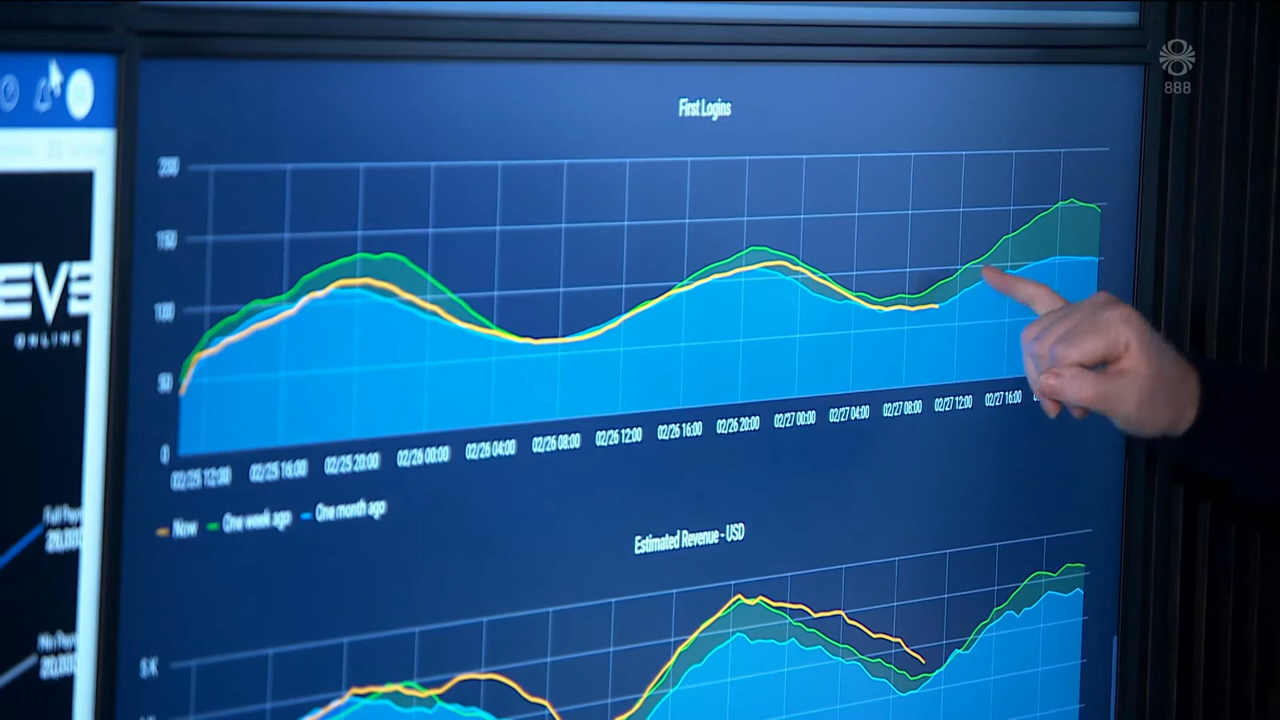 888
First Logins
200
150
100
50
0
02/25 12:00 02/25 16:00 02/25 20:00 02/26 00:00 02/26 04:00 02/26 08:00 02/26 12:00 02/26 16:00 02/26 20:00 02/27 00:00 02/27 04:00 02/27 08:00 02/27 12:00 02/27 16:00
Now One week ago One month ago
Estimated Revenue - USD
5 K
EVE
ONLINE